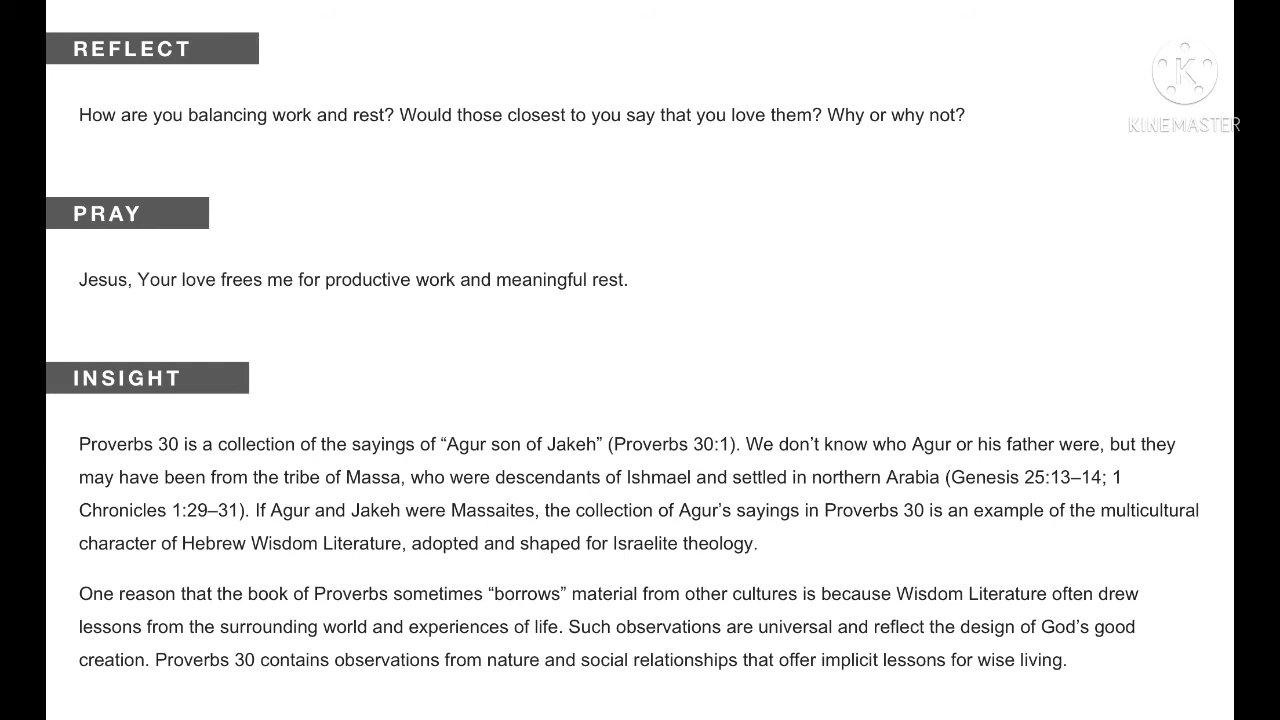 REFLECT
How are you balancing work and rest? Would those closest to you say that you love them? Why or why not?
K
KINEMASTER
PRAY
Jesus, Your love frees me for productive work and meaningful rest.
INSIGHT
Proverbs 30 is a collection of the sayings of “Agur son of Jakeh” (Proverbs 30:1). We don’t know who Agur or his father were, but they
may have been from the tribe of Massa, who were descendants of Ishmael and settled in northern Arabia (Genesis 25:13–14; 1
Chronicles 1:29–31). If Agur and Jakeh were Massaites, the collection of Agur’s sayings in Proverbs 30 is an example of the multicultural
character of Hebrew Wisdom Literature, adopted and shaped for Israelite theology.
One reason that the book of Proverbs sometimes “borrows” material from other cultures is because Wisdom Literature often drew
lessons from the surrounding world and experiences of life. Such observations are universal and reflect the design of God’s good
creation. Proverbs 30 contains observations from nature and social relationships that offer implicit lessons for wise living.